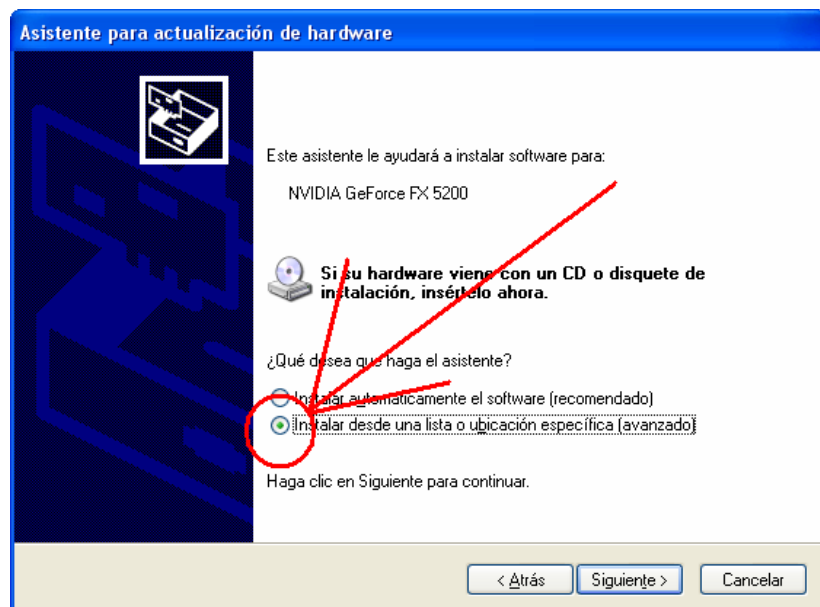 Asistente para actualización de hardware
Este asistente le ayudará a instalar software para:
NVIDIA GeForce FX 5200
Si su hardware viene con un CD o disquete de
instalación, insértelo ahora.
¿Qué desea que haga el asistente?
Instalar automáticamente el software (recomendado)
Instalar desde una lista o ubicación específica (avanzado)
Haga clic en Siguiente para continuar.
< Atrás Siguiente > Cancelar